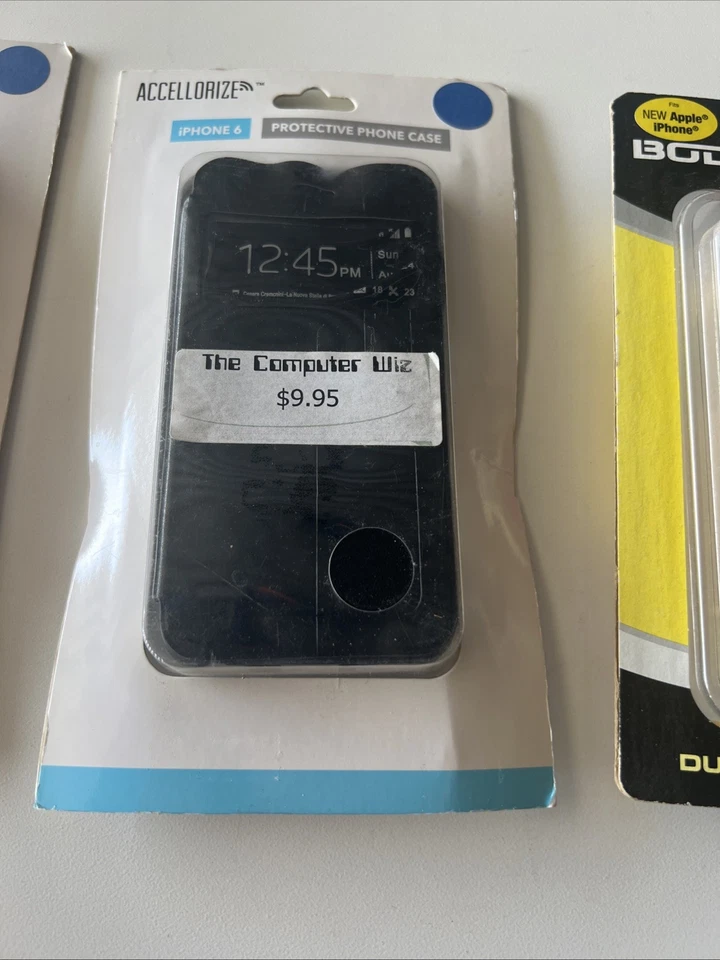 ACCELLORIZE™
iPHONE 6
PROTECTIVE PHONE CASE
12:45PM
Sun
18 23
The Computer Wiz
$9.95
Fits
NEW Apple®
iPhone®
BOD
DU